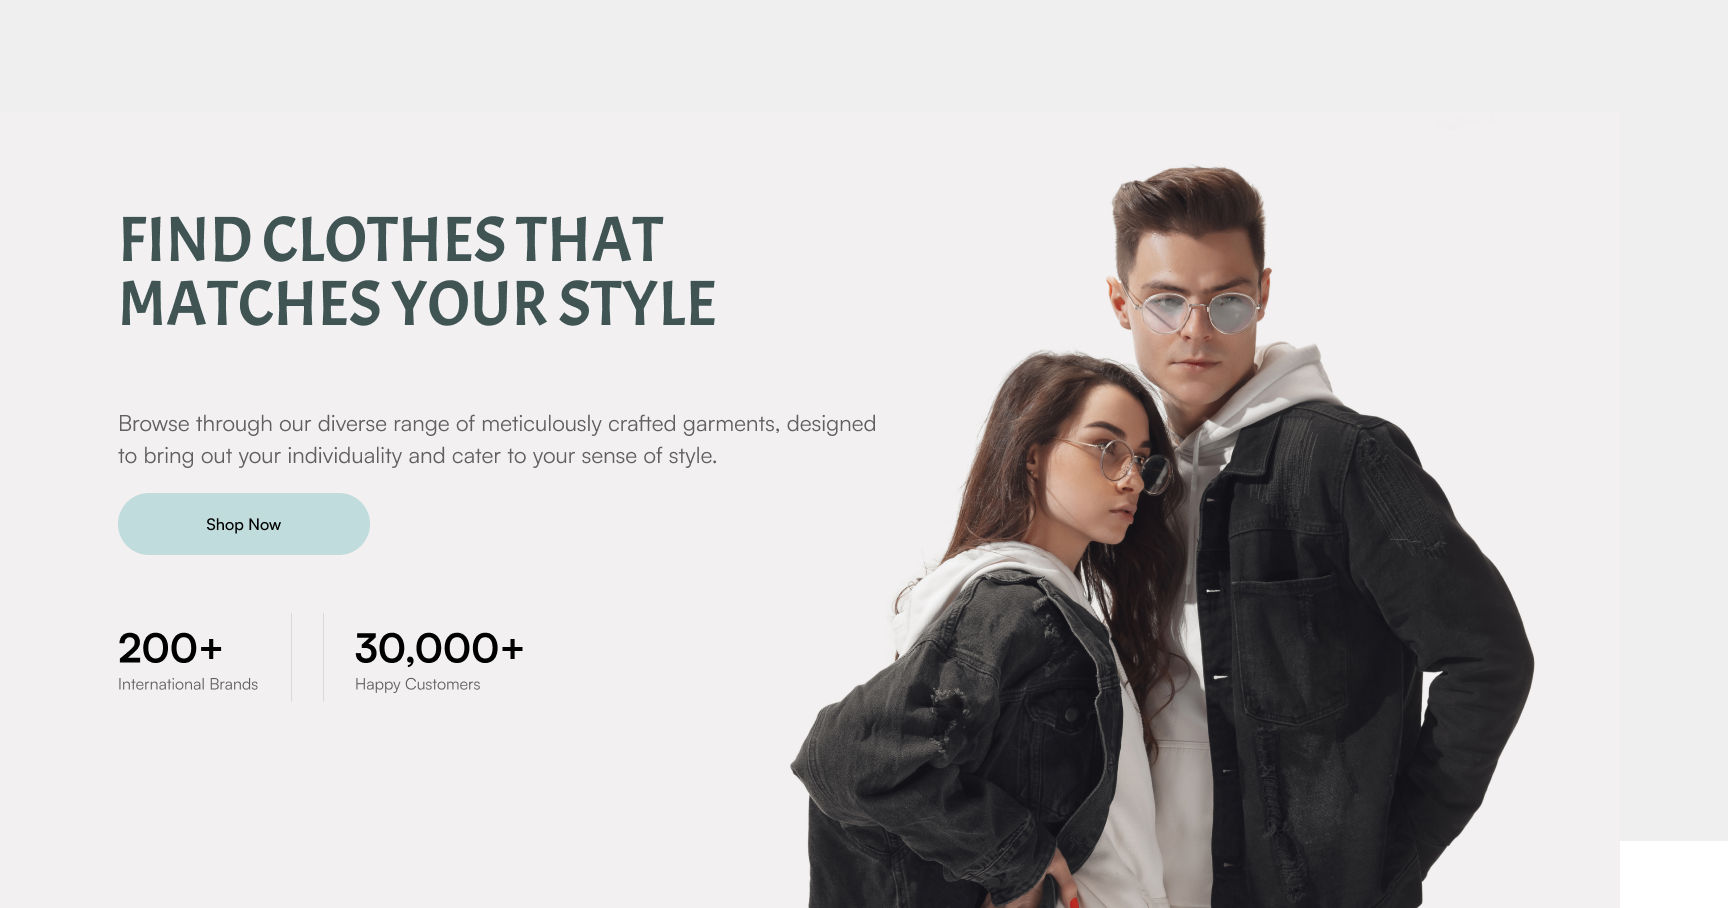 FIND CLOTHES THAT
MATCHES YOUR STYLE
Browse through our diverse range of meticulously crafted garments, designed
to bring out your individuality and cater to your sense of style.
Shop Now
200+
International Brands
30,000+
Happy Customers